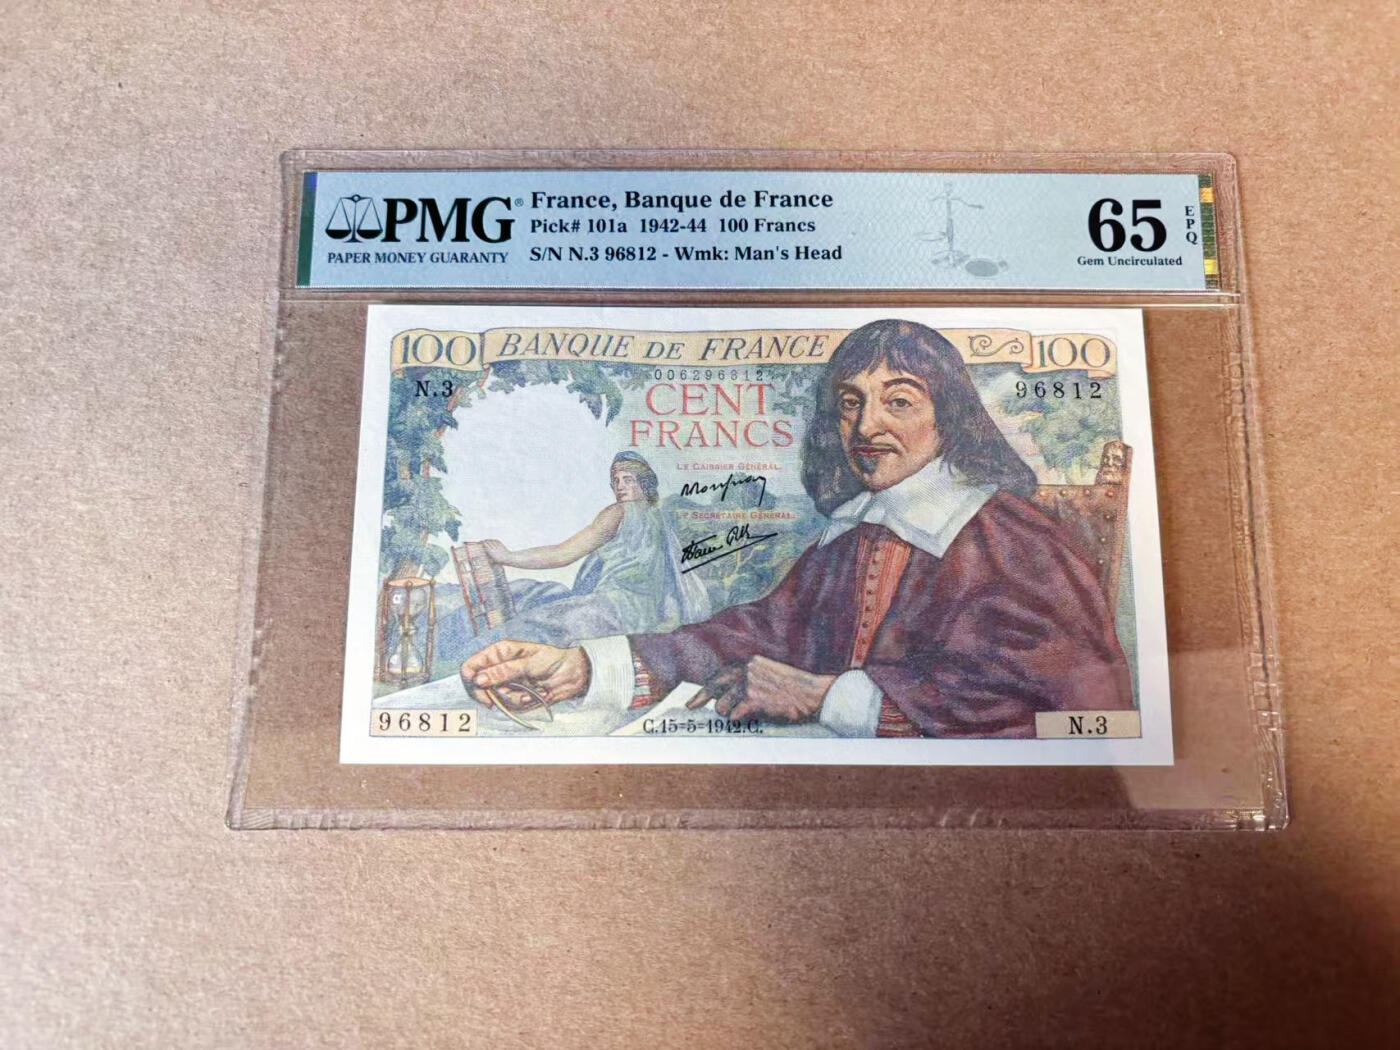 PMG®
PAPER MONEY GUARANTY
France, Banque de France
Pick# 101a 1942-44 100 Francs
S/N N.3 96812 - Wmk: Man's Head
65
EPQ
Gem Uncirculated
100 BANQUE DE FRANCE 100
006296812
N.3 96812
CENT
FRANCS
LE CAISSIER GÉNÉRAL.
LE SECRÉTAIRE GÉNÉRAL.
96812 C.15=5=1942.C. N.3